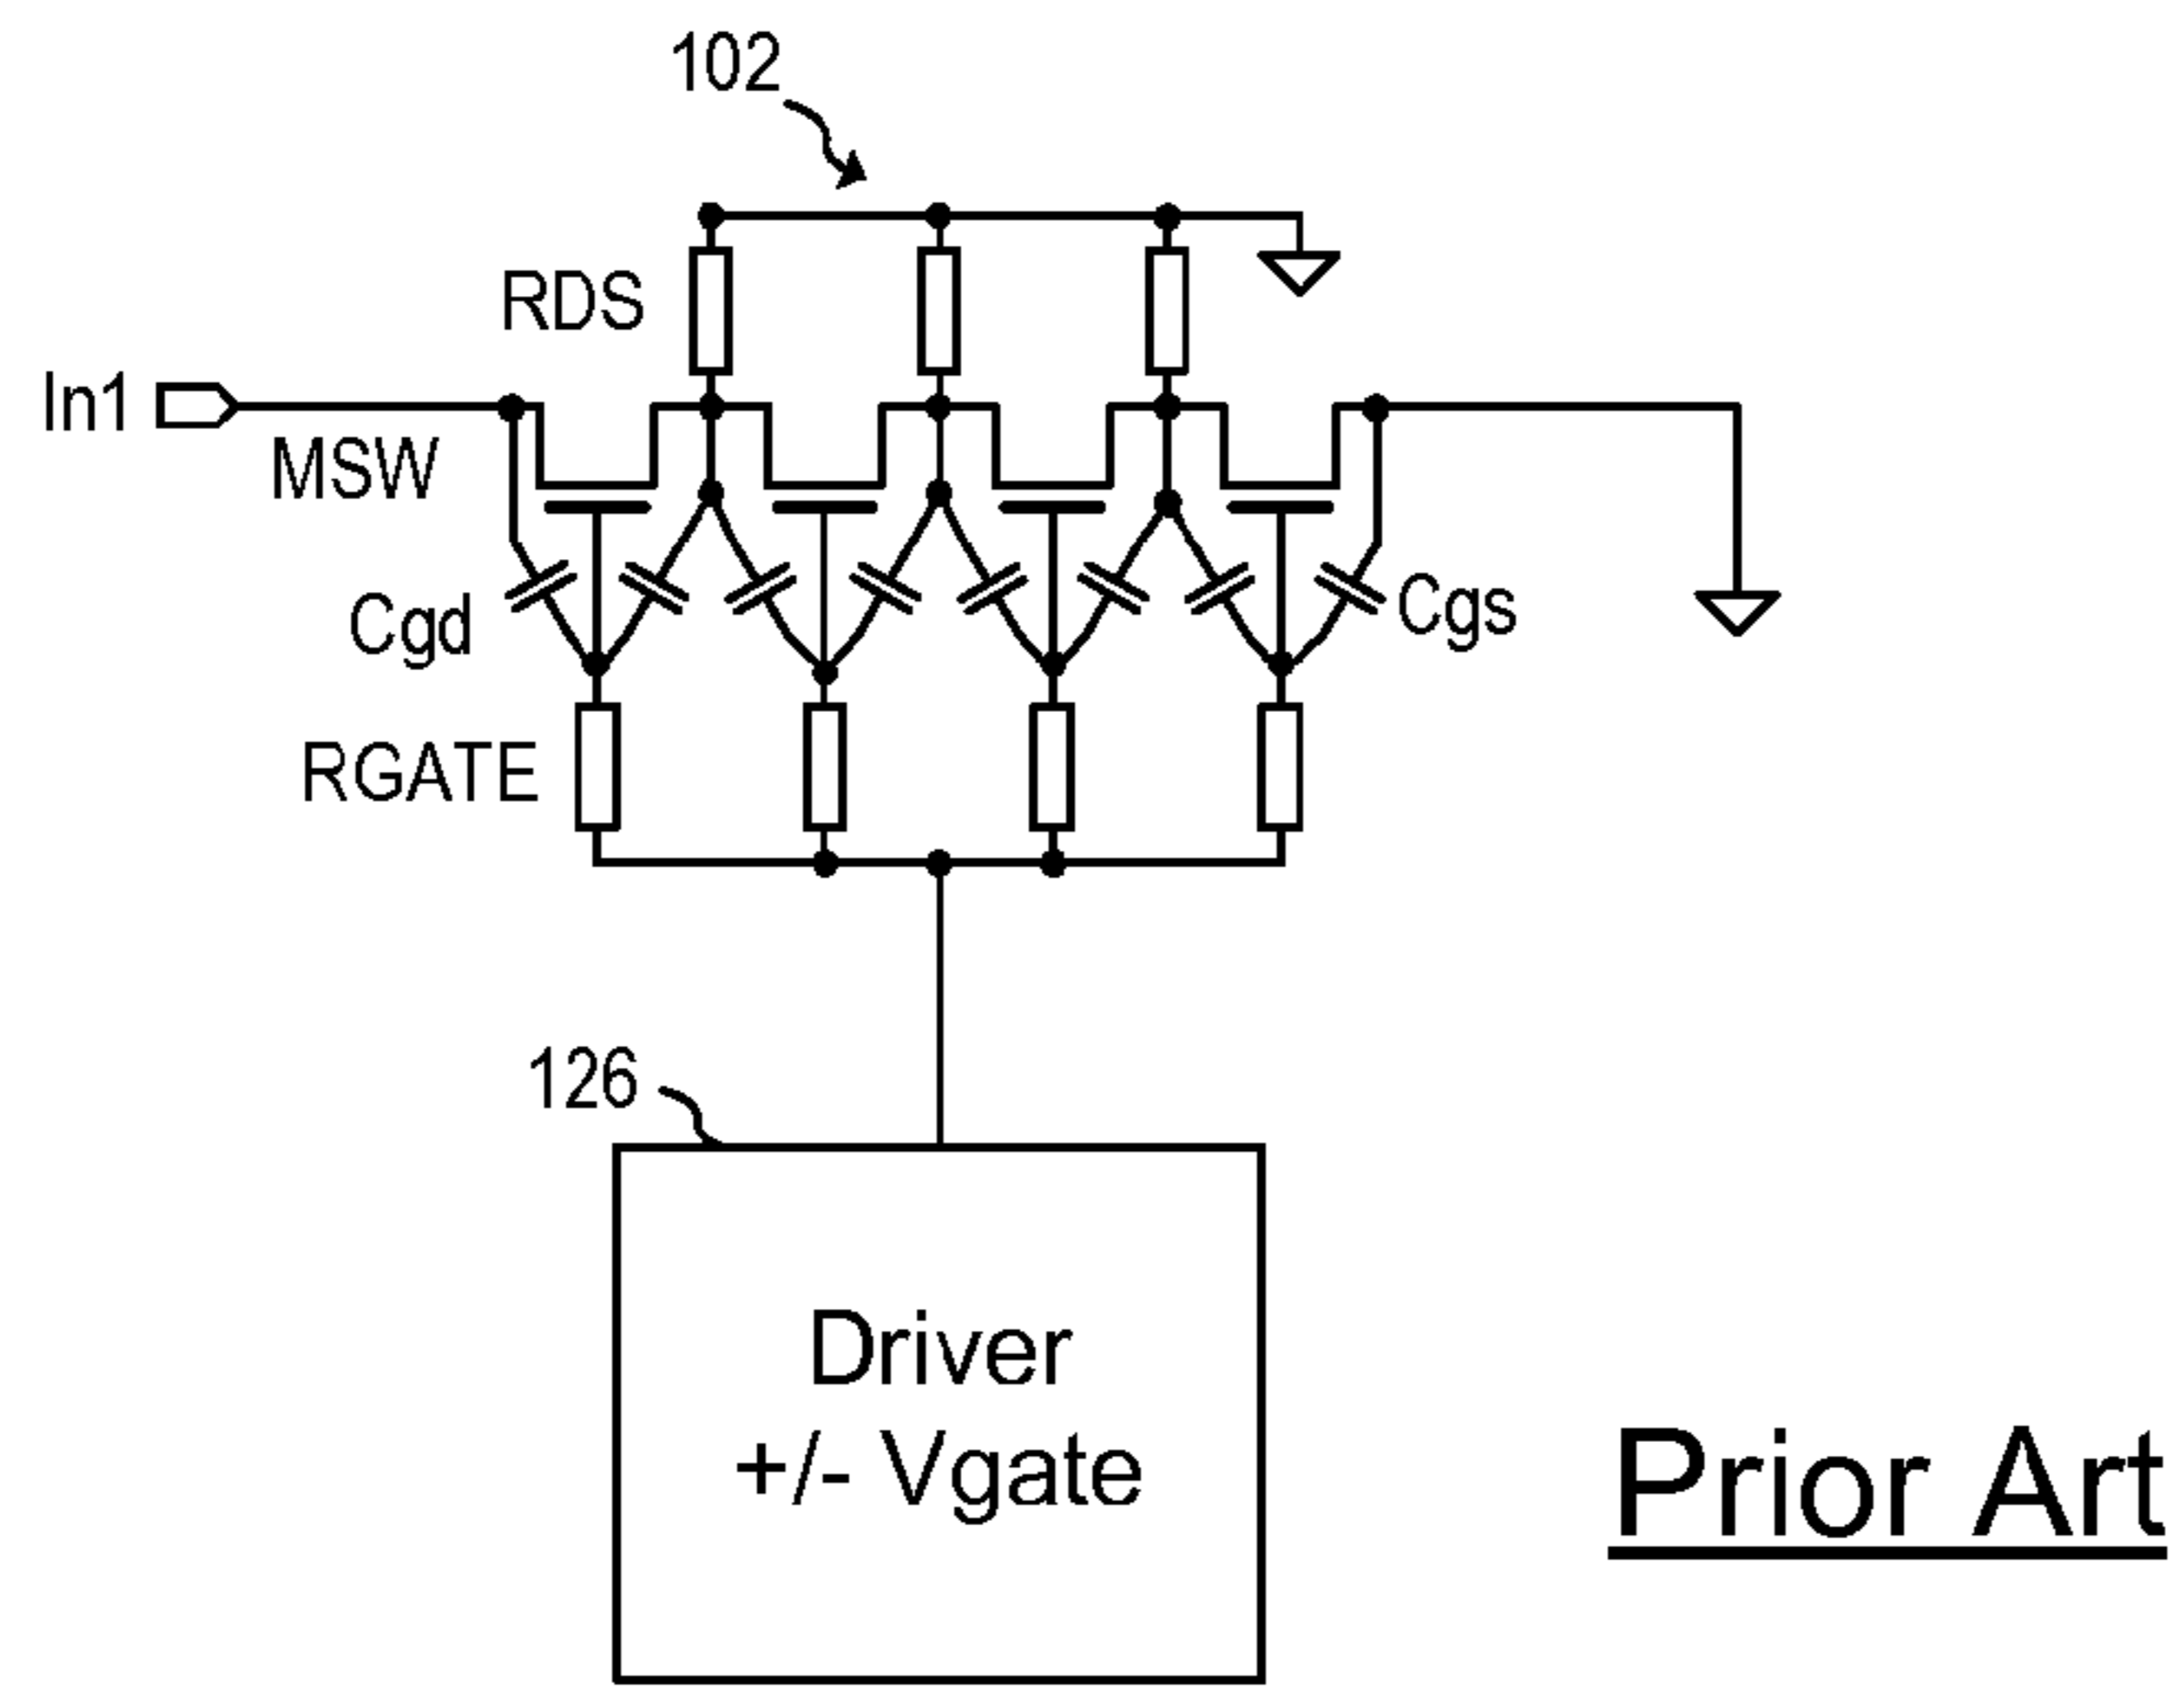 102
RDS
In1
MSW
Cgd
Cgs
RGATE
126
Driver
+/- Vgate
Prior Art